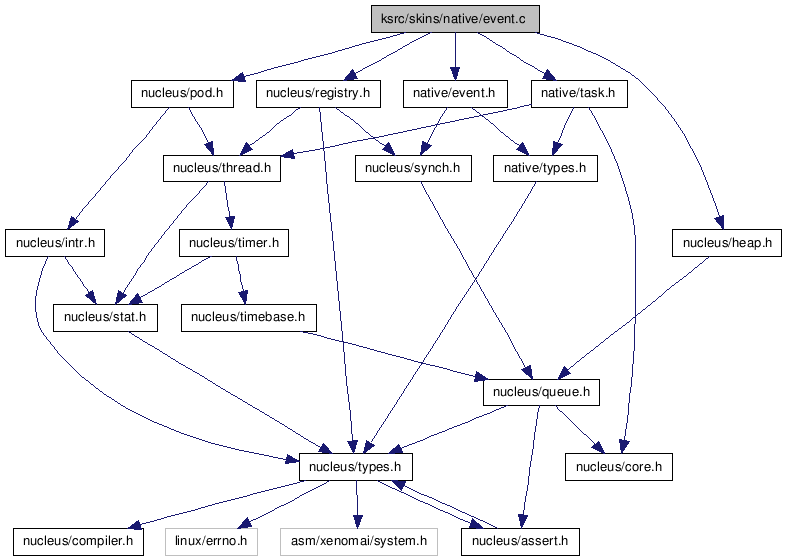 ksrc/skins/native/event.c
nucleus/pod.h
nucleus/registry.h
native/event.h
native/task.h
nucleus/thread.h
nucleus/synch.h
native/types.h
nucleus/intr.h
nucleus/timer.h
nucleus/heap.h
nucleus/stat.h
nucleus/timebase.h
nucleus/queue.h
nucleus/types.h
nucleus/core.h
nucleus/compiler.h
linux/errno.h
asm/xenomai/system.h
nucleus/assert.h